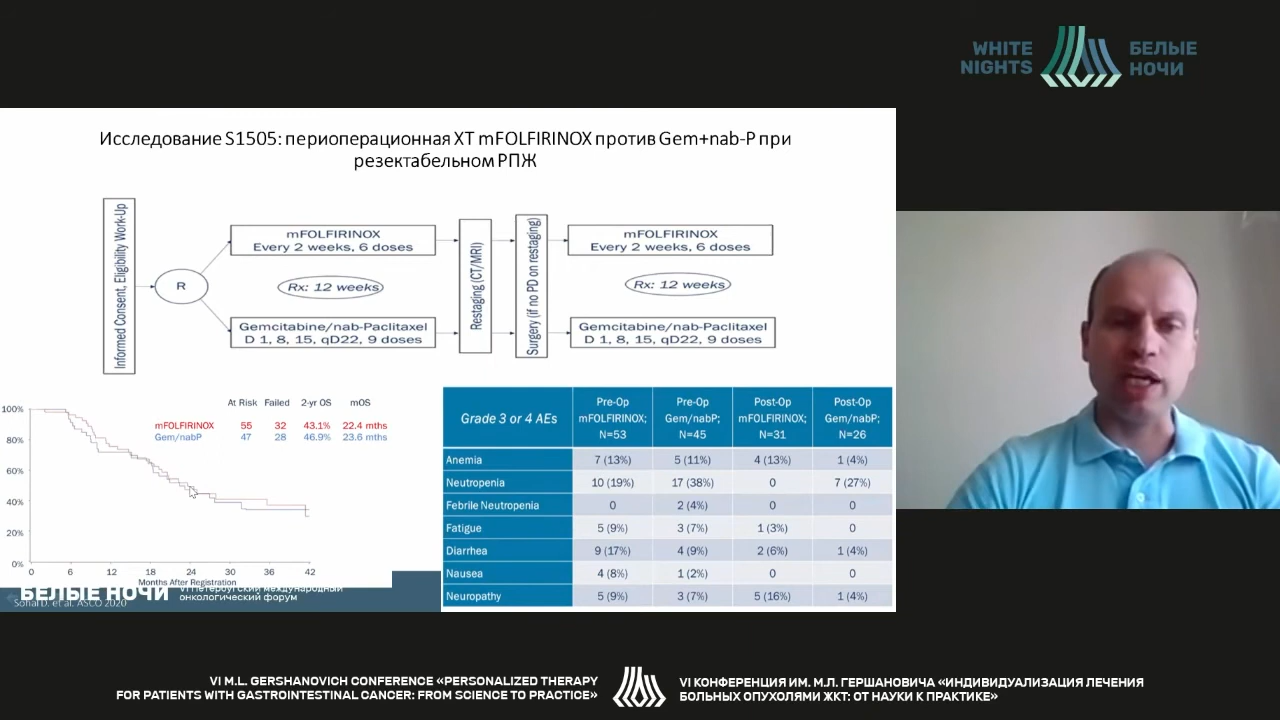 WHITE
NIGHTS
БЕЛЫЕ
НОЧИ
Исследование S1505: периоперационная ХТ mFOLFIRINOX против Gem+nab-P при
резектабельном РПЖ
Informed Consent, Eligibility Work-Up
R
mFOLFIRINOX
Every 2 weeks, 6 doses
Rx: 12 weeks
Gemcitabine/nab-Paclitaxel
D 1, 8, 15, qD22, 9 doses
Restaging (CT/MRI)
Surgery (if no PD on restaging)
mFOLFIRINOX
Every 2 weeks, 6 doses
Rx: 12 weeks
Gemcitabine/nab-Paclitaxel
D 1, 8, 15, qD22, 9 doses
At Risk Failed 2-yr OS mOS
mFOLFIRINOX 55 32 43.1% 22.4 mths
Gem/nabP 47 28 46.9% 23.6 mths
100%
80%
60%
40%
20%
0%
0 6 12 18 24 30 36 42
Months After Registration
Grade 3 or 4 AEs
Pre-Op
mFOLFIRINOX;
N=53
Pre-Op
Gem/nabP;
N=45
Post-Op
mFOLFIRINOX;
N=31
Post-Op
Gem/nabP;
N=26
Anemia 7 (13%) 5 (11%) 4 (13%) 1 (4%)
Neutropenia 10 (19%) 17 (38%) 0 7 (27%)
Febrile Neutropenia 0 2 (4%) 0 0
Fatigue 5 (9%) 3 (7%) 1 (3%) 0
Diarrhea 9 (17%) 4 (9%) 2 (6%) 1 (4%)
Nausea 4 (8%) 1 (2%) 0 0
Neuropathy 5 (9%) 3 (7%) 5 (16%) 1 (4%)
БЕЛЫЕ НОЧИ
VI Петербургский международный
онкологический форум
Sohal D. et al. ASCO 2020
VI M.L. GERSHANOVICH CONFERENCE «PERSONALIZED THERAPY
FOR PATIENTS WITH GASTROINTESTINAL CANCER: FROM SCIENCE TO PRACTICE»
VI КОНФЕРЕНЦИЯ ИМ. М.Л. ГЕРШАНОВИЧА «ИНДИВИДУАЛИЗАЦИЯ ЛЕЧЕНИЯ
БОЛЬНЫХ ОПУХОЛЯМИ ЖКТ: ОТ НАУКИ К ПРАКТИКЕ»